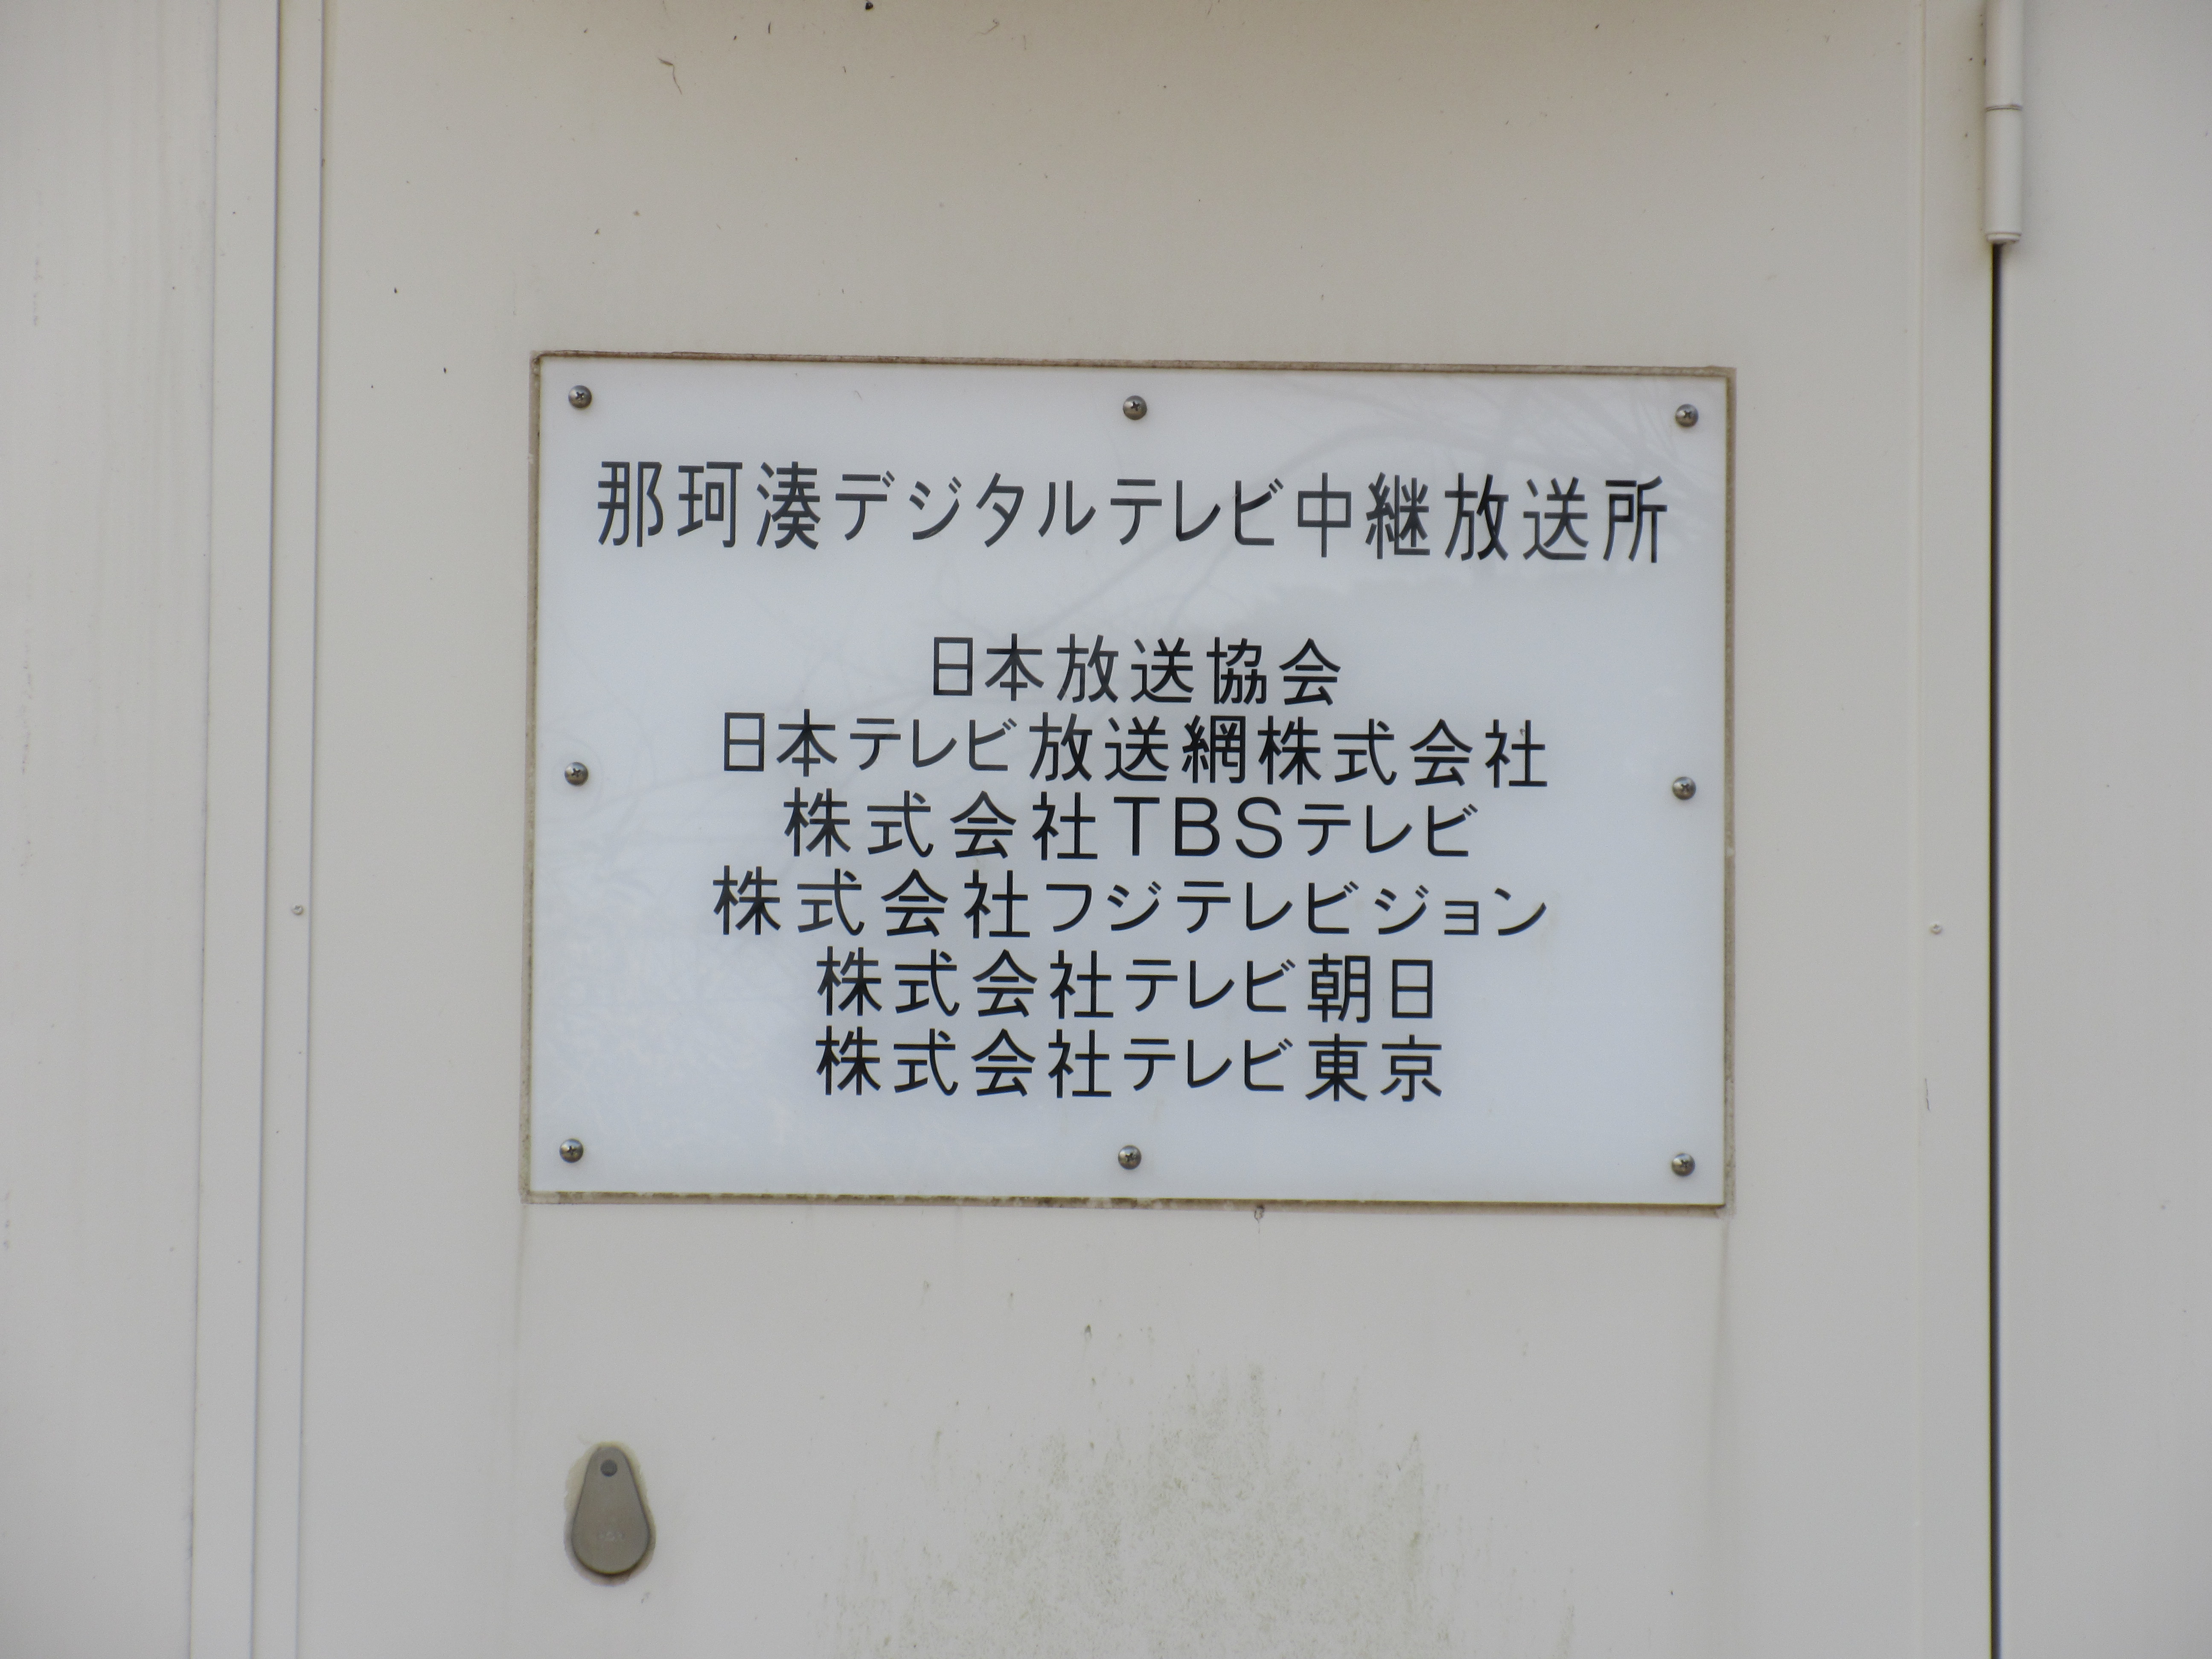 那珂湊デジタルテレビ中継放送所
日本放送協会
日本テレビ放送網株式会社
株式会社TBSテレビ
株式会社フジテレビジョン
株式会社テレビ朝日
株式会社テレビ東京